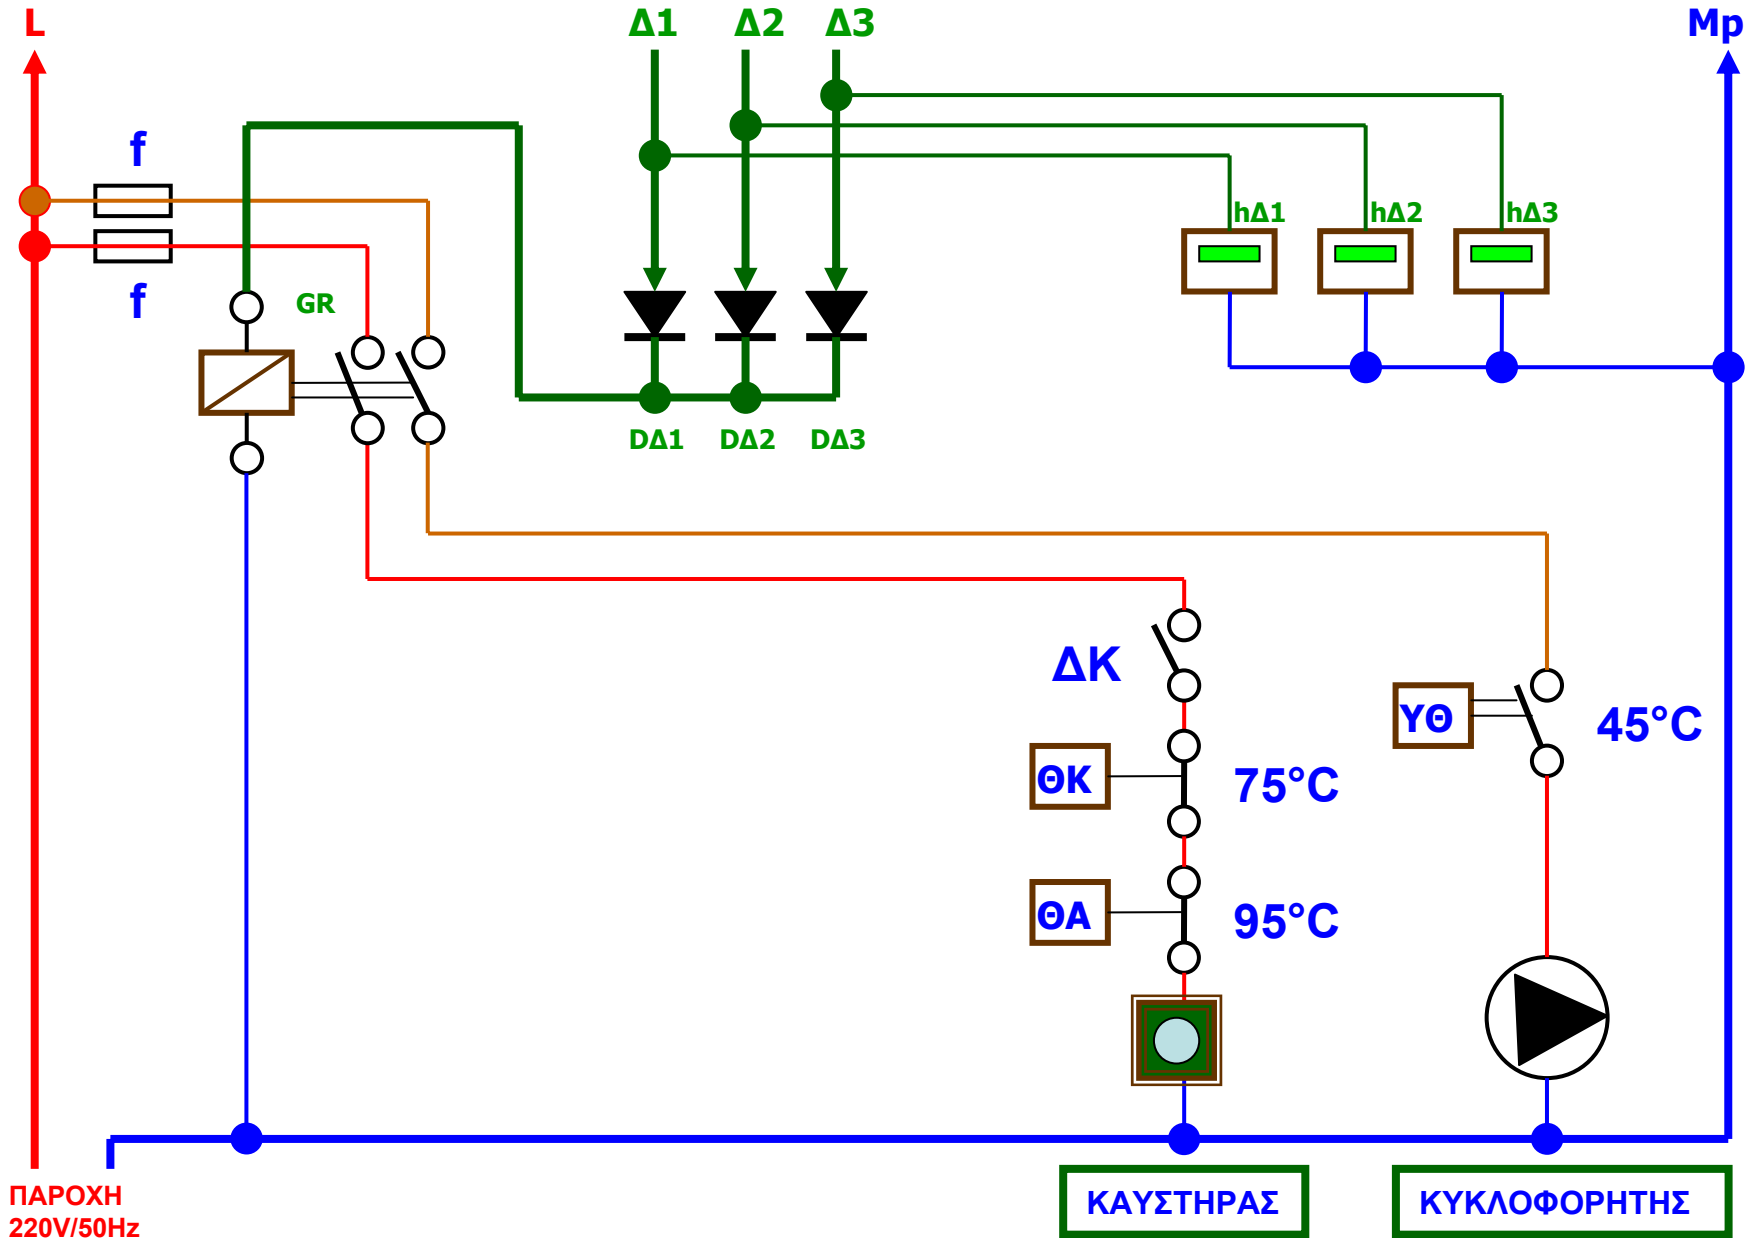 L
Δ1 Δ2 Δ3
Mp
f
f
GR
hΔ1 hΔ2 hΔ3
DΔ1 DΔ2 DΔ3
ΔΚ
ΥΘ
45°C
ΘΚ
75°C
ΘΑ
95°C
ΠΑΡΟΧΗ
220V/50Hz
ΚΑΥΣΤΗΡΑΣ
ΚΥΚΛΟΦΟΡΗΤΗΣ